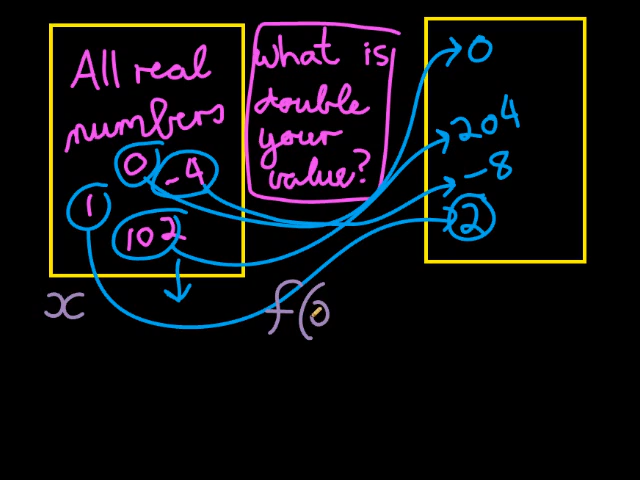 All real
numbers
0
-4
1
102
What is
double
your
value?
0
204
-8
2
x
f(